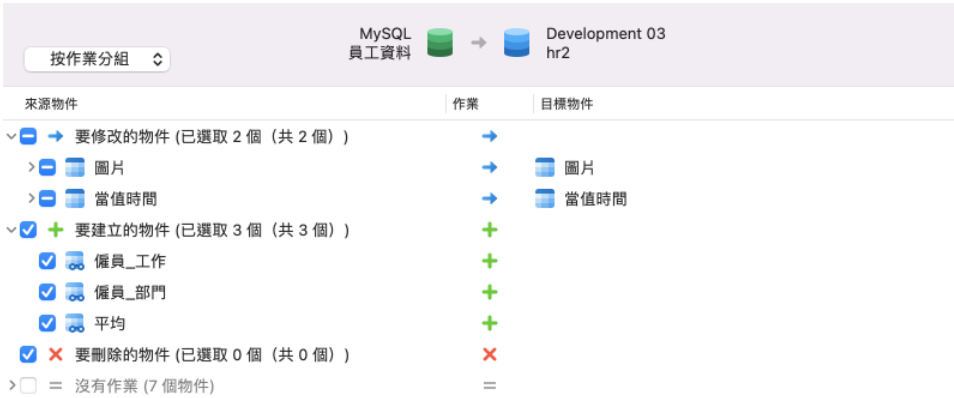 MySQL
員工資料
Development 03
hr2
按作業分組
來源物件 作業 目標物件
要修改的物件 (已選取 2 個（共 2 個）)
圖片 圖片
當值時間 當值時間
要建立的物件 (已選取 3 個（共 3 個）)
僱員_工作
僱員_部門
平均
要刪除的物件 (已選取 0 個（共 0 個）)
沒有作業 (7 個物件)